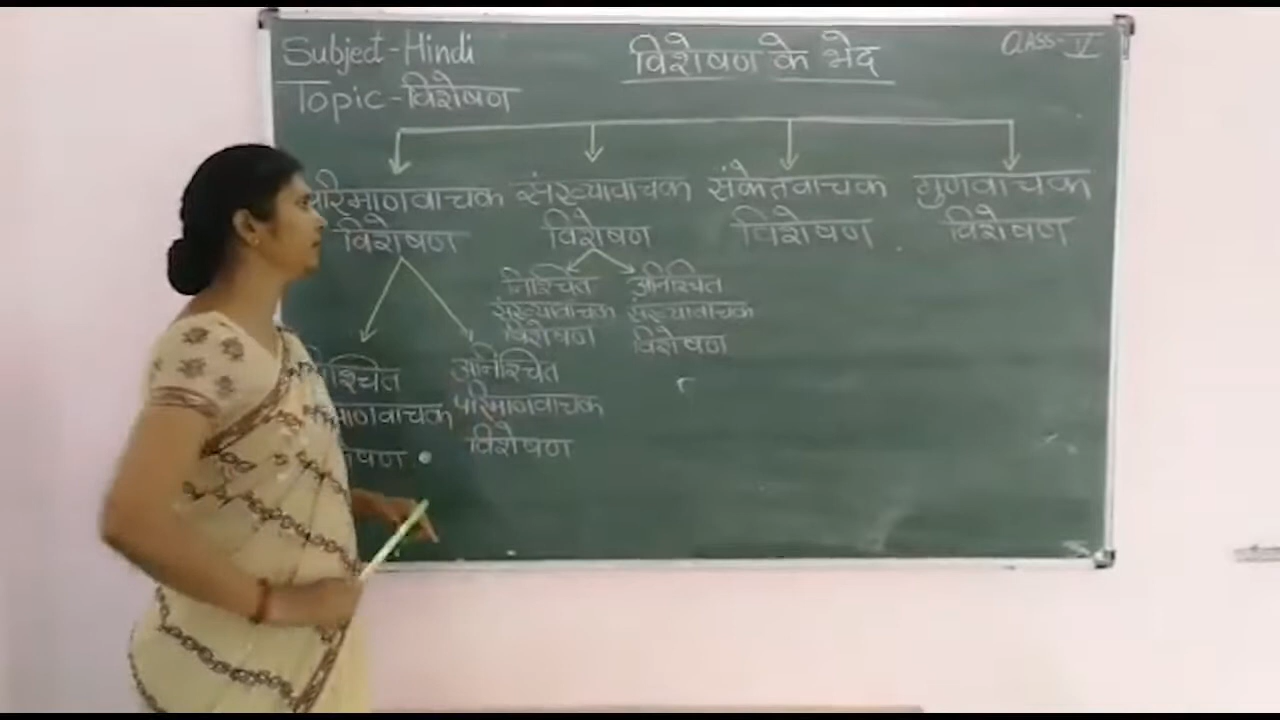 Subject-Hindi
विशेषण के भेद
CLASS-V
Topic-विशेषण
परिमाणवाचक
विशेषण
संख्यावाचक
विशेषण
संकेतवाचक
विशेषण
गुणवाचक
विशेषण
निश्चित
संख्यावाचक
विशेषण
अनिश्चित
संख्यावाचक
विशेषण
अनिश्चित
परिमाणवाचक
विशेषण